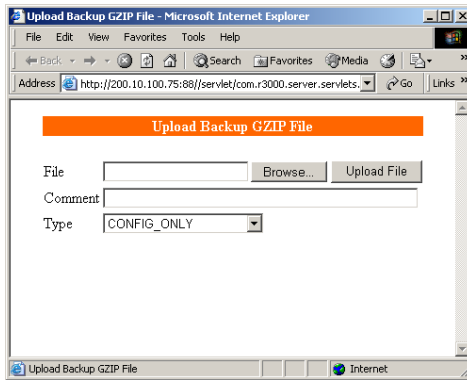 Upload Backup GZIP File - Microsoft Internet Explorer
File Edit View Favorites Tools Help
Back Search Favorites Media »
Address http://200.10.100.75:88//servlet/com.r3000.server.servlets. Go Links »
Upload Backup GZIP File
File Browse... Upload File
Comment
Type CONFIG_ONLY
Upload Backup GZIP File Internet